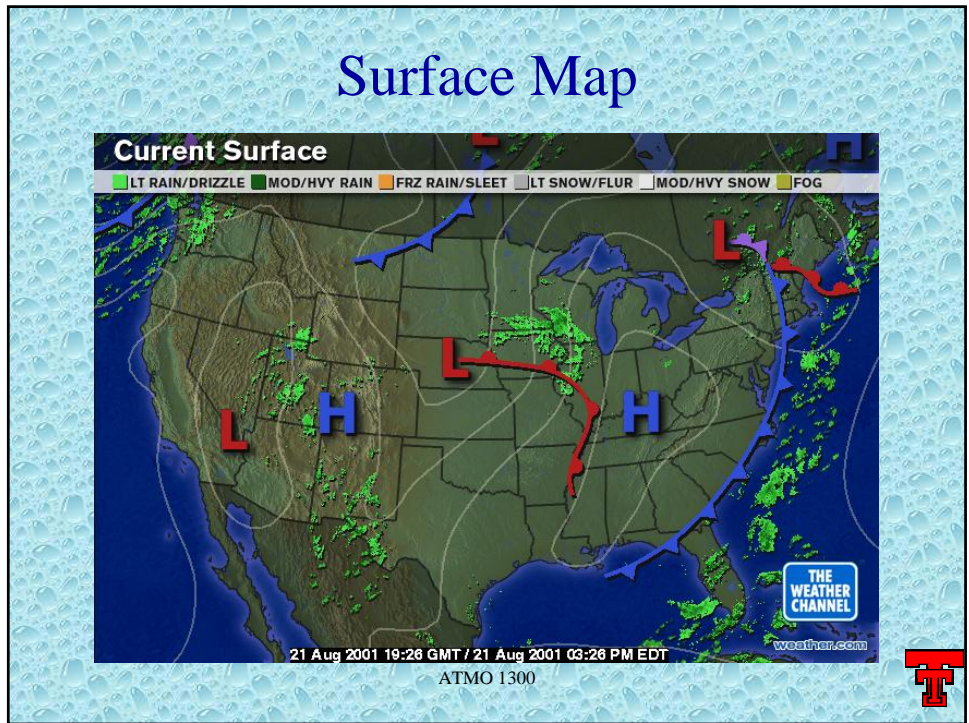 Surface Map
Current Surface
LT RAIN/DRIZZLE MOD/HVY RAIN FRZ RAIN/SLEET LT SNOW/FLUR MOD/HVY SNOW FOG
L H
L
L
L H H
THE
WEATHER
CHANNEL
weather.com
21 Aug 2001 19:26 GMT / 21 Aug 2001 03:26 PM EDT
ATMO 1300
T